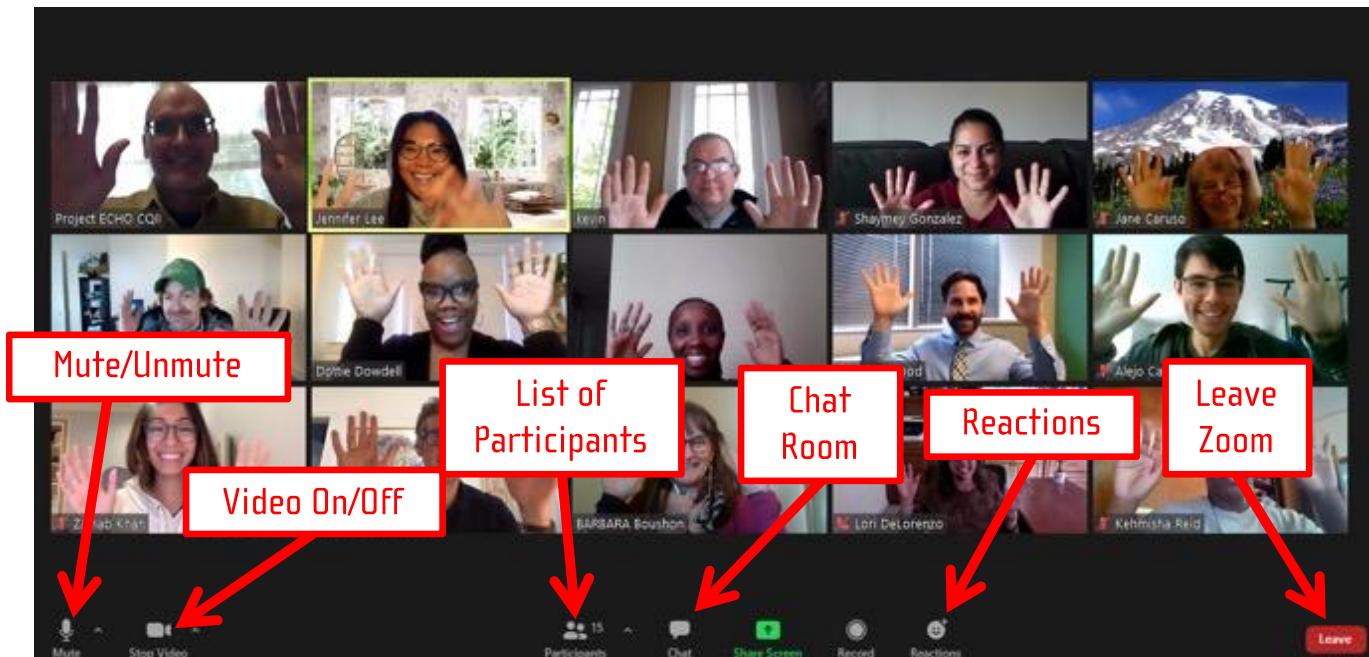 Project ECHO CQII
Jennifer Lee
kevin
Shaymey Gonzalez
Jane Caruso
Mute/Unmute
Dottie Dowdell
Alejo
List of
Participants
Chat
Room
Reactions
Leave
Zoom
Video On/Off
Khan
BARBARA Boushon
Lori DeLorenzo
Kehmisha Reid
Mute
Stop Video
Participants
15
Chat
Share Screen
Record
Reactions
Leave